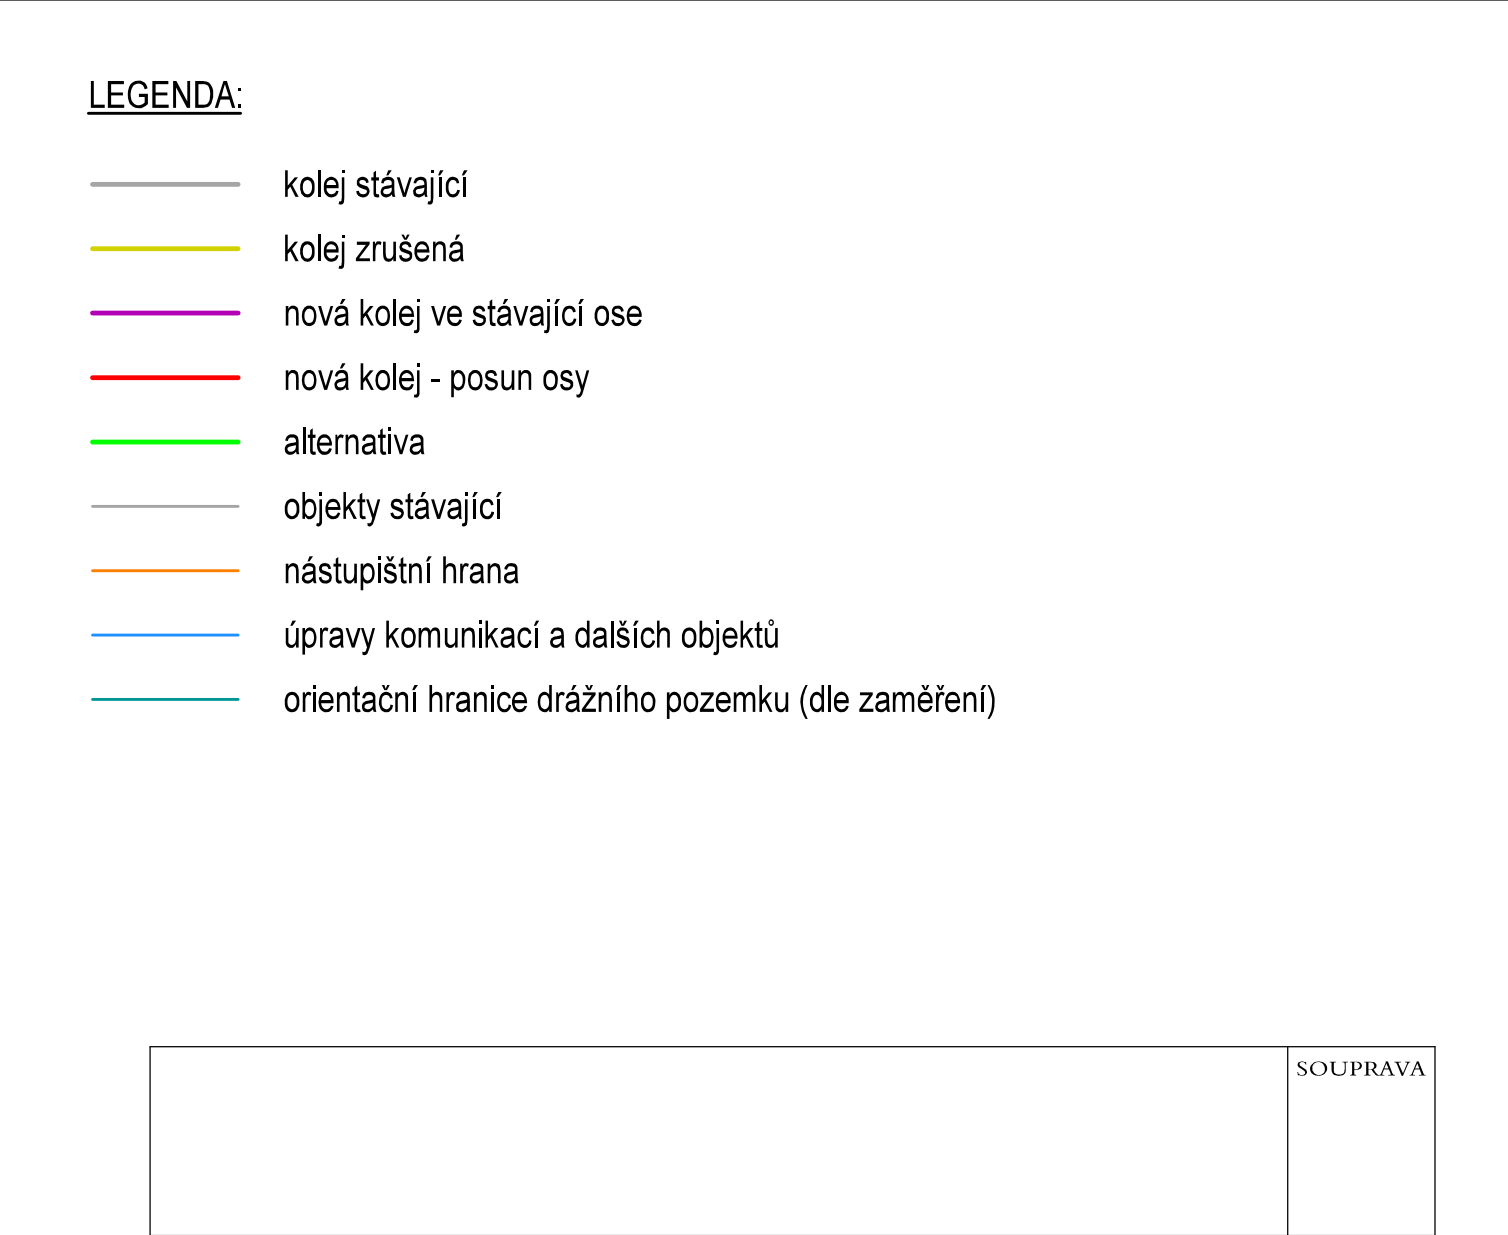 LEGENDA:
kolej stávající
kolej zrušená
nová kolej ve stávající ose
nová kolej - posun osy
alternativa
objekty stávající
nástupištní hrana
úpravy komunikací a dalších objektů
orientační hranice drážního pozemku (dle zaměření)
SOUPRAVA